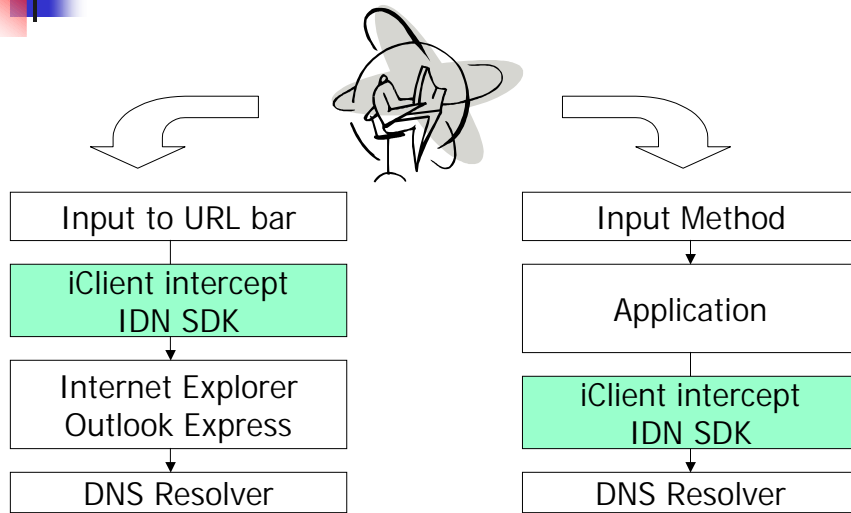 Input to URL bar
iClient intercept
IDN SDK
Internet Explorer
Outlook Express
DNS Resolver
Input Method
Application
iClient intercept
IDN SDK
DNS Resolver